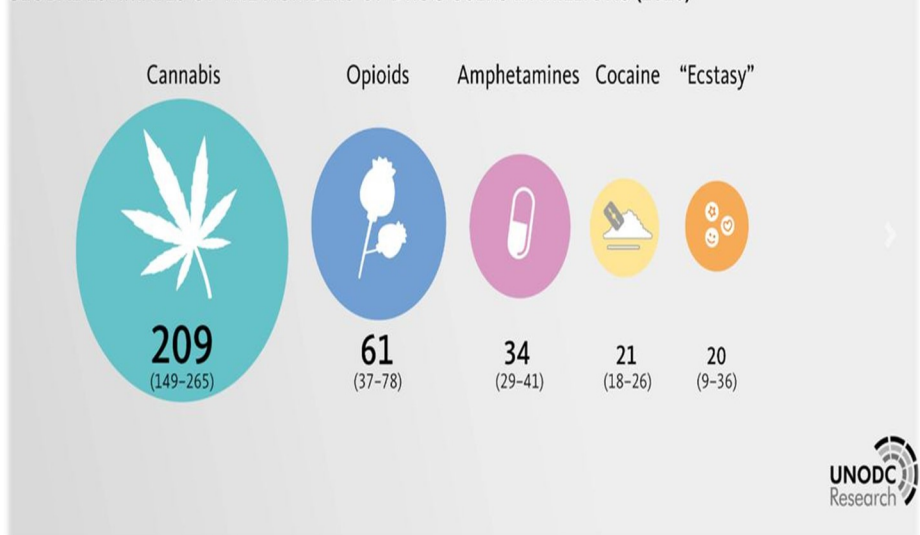 Cannabis
Opioids
Amphetamines
Cocaine
“Ecstasy”
209
(149–265)
61
(37–78)
34
(29–41)
21
(18–26)
20
(9–36)
UNODC
Research